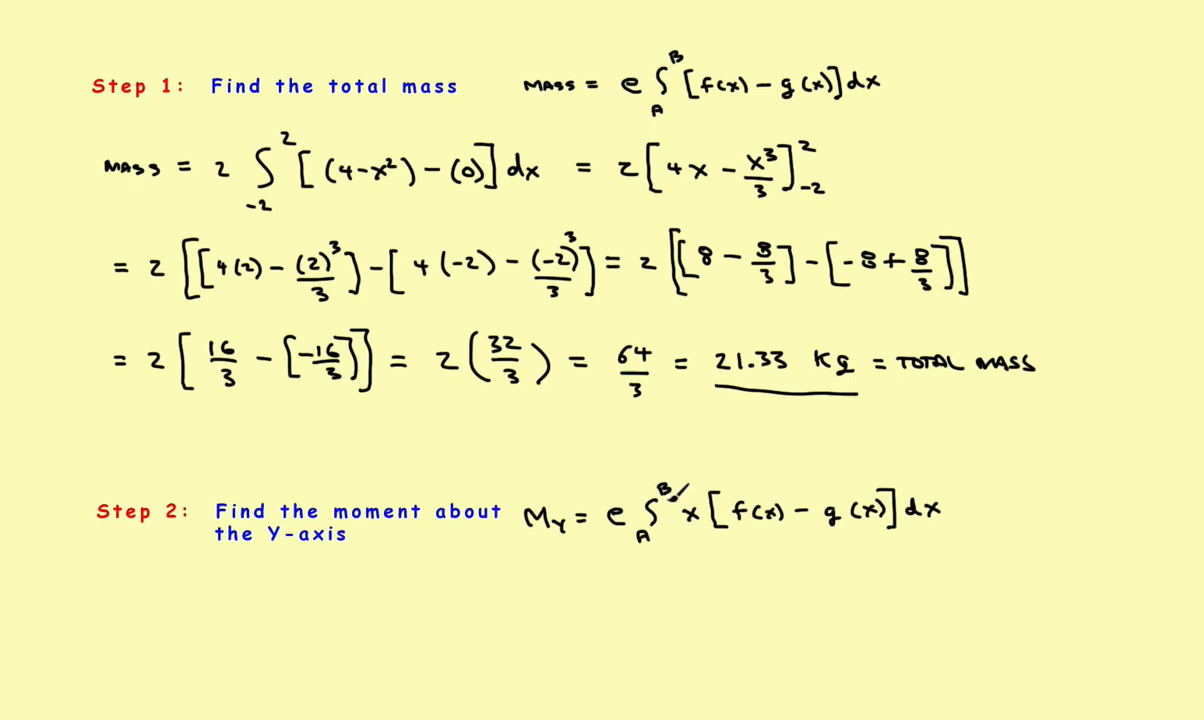 Step 1: Find the total mass MASS = e ∫_A^B [f(x) − g(x)] dx
MASS = 2 ∫_{-2}^{2} [(4−x²) − (0)] dx = 2 [4x − x³/3]_{-2}^{2}
= 2 [[4(2) − (2)³/3] − [4(−2) − (−2)³/3] = 2 [[8 − 8/3] − [−8 + 8/3]]
= 2 [16/3 − [−16/3]] = 2 (32/3) = 64/3 = 21.33 Kg = TOTAL MASS
Step 2: Find the moment about M_Y = e ∫_A^B x [f(x) − g(x)] dx
the Y-axis